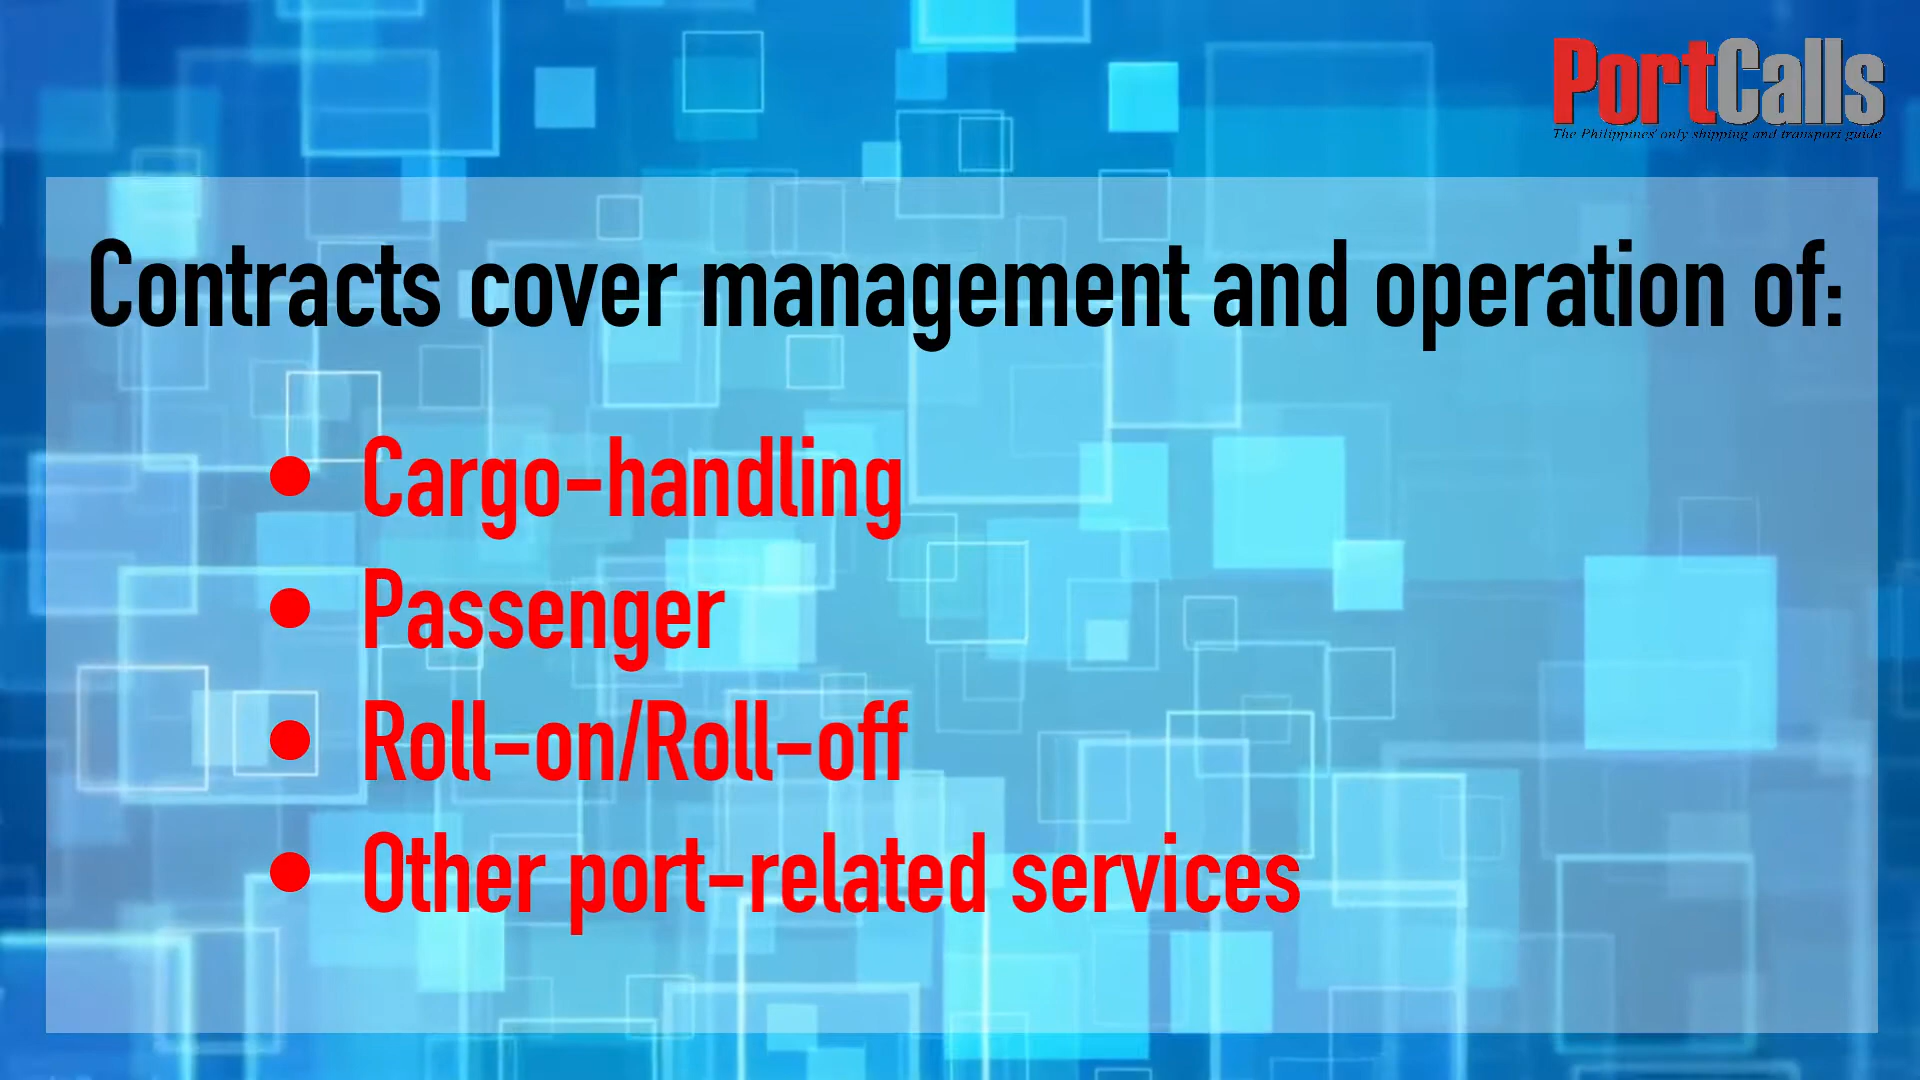 PortCalls
The Philippines' only shipping and transport guide
Contracts cover management and operation of:
• Cargo-handling
• Passenger
• Roll-on/Roll-off
• Other port-related services